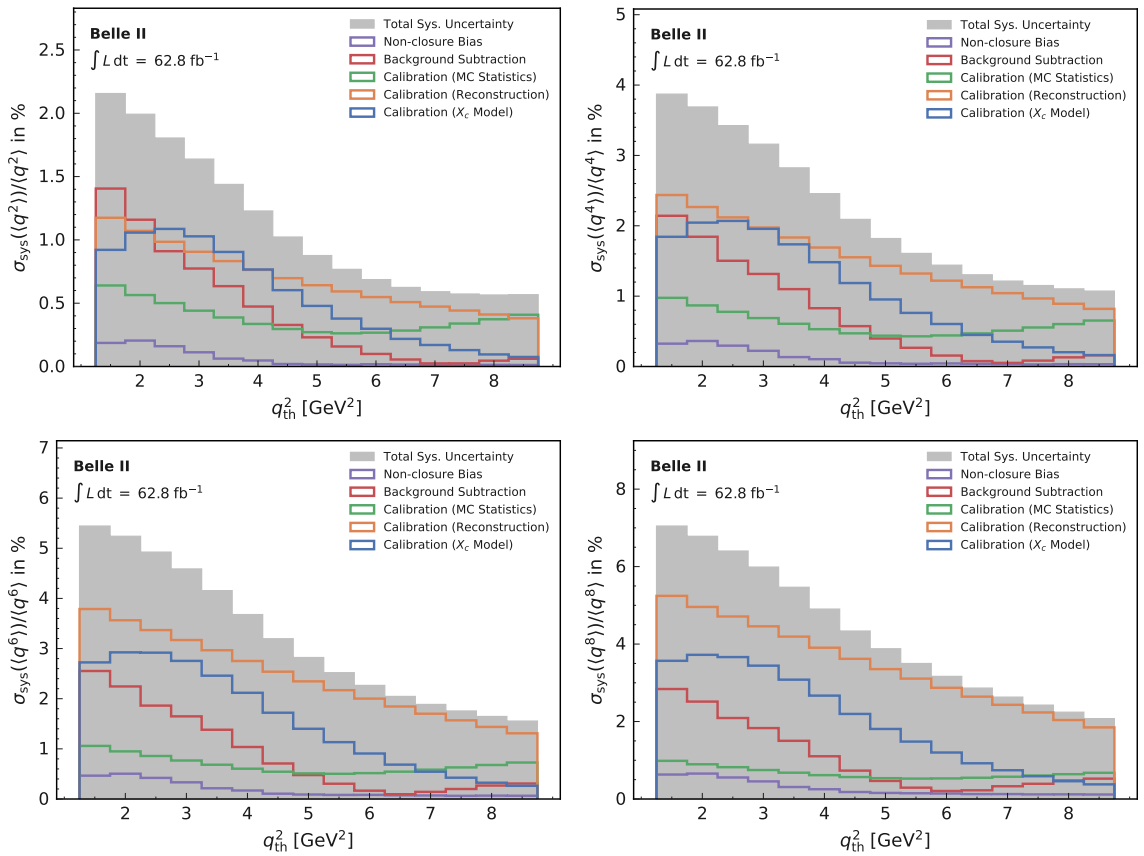 Belle II
∫ L dt = 62.8 fb⁻¹
Total Sys. Uncertainty
Non-closure Bias
Background Subtraction
Calibration (MC Statistics)
Calibration (Reconstruction)
Calibration (X_c Model)
σ_sys(⟨q²⟩)/⟨q²⟩ in %
2.5
2.0
1.5
1.0
0.5
0.0
2 3 4 5 6 7 8
q²_th [GeV²]
Belle II
∫ L dt = 62.8 fb⁻¹
Total Sys. Uncertainty
Non-closure Bias
Background Subtraction
Calibration (MC Statistics)
Calibration (Reconstruction)
Calibration (X_c Model)
σ_sys(⟨q⁴⟩)/⟨q⁴⟩ in %
5
4
3
2
1
0
2 3 4 5 6 7 8
q²_th [GeV²]
Belle II
∫ L dt = 62.8 fb⁻¹
Total Sys. Uncertainty
Non-closure Bias
Background Subtraction
Calibration (MC Statistics)
Calibration (Reconstruction)
Calibration (X_c Model)
σ_sys(⟨q⁶⟩)/⟨q⁶⟩ in %
7
6
5
4
3
2
1
0
2 3 4 5 6 7 8
q²_th [GeV²]
Belle II
∫ L dt = 62.8 fb⁻¹
Total Sys. Uncertainty
Non-closure Bias
Background Subtraction
Calibration (MC Statistics)
Calibration (Reconstruction)
Calibration (X_c Model)
σ_sys(⟨q⁸⟩)/⟨q⁸⟩ in %
8
6
4
2
0
2 3 4 5 6 7 8
q²_th [GeV²]